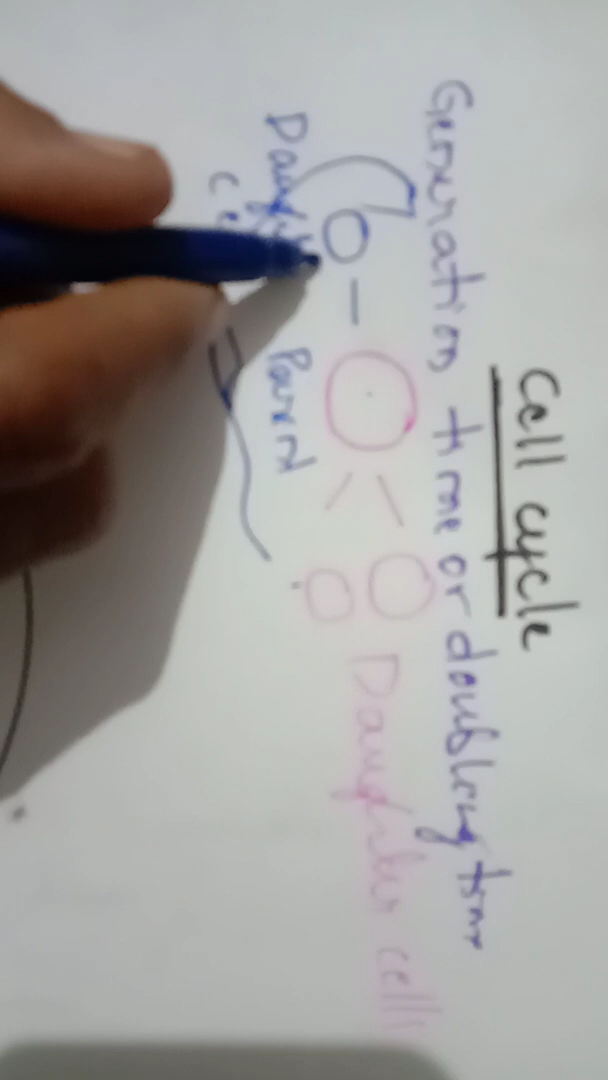 Cell cycle
Generation time or doubling time
Daughter cells
Parent